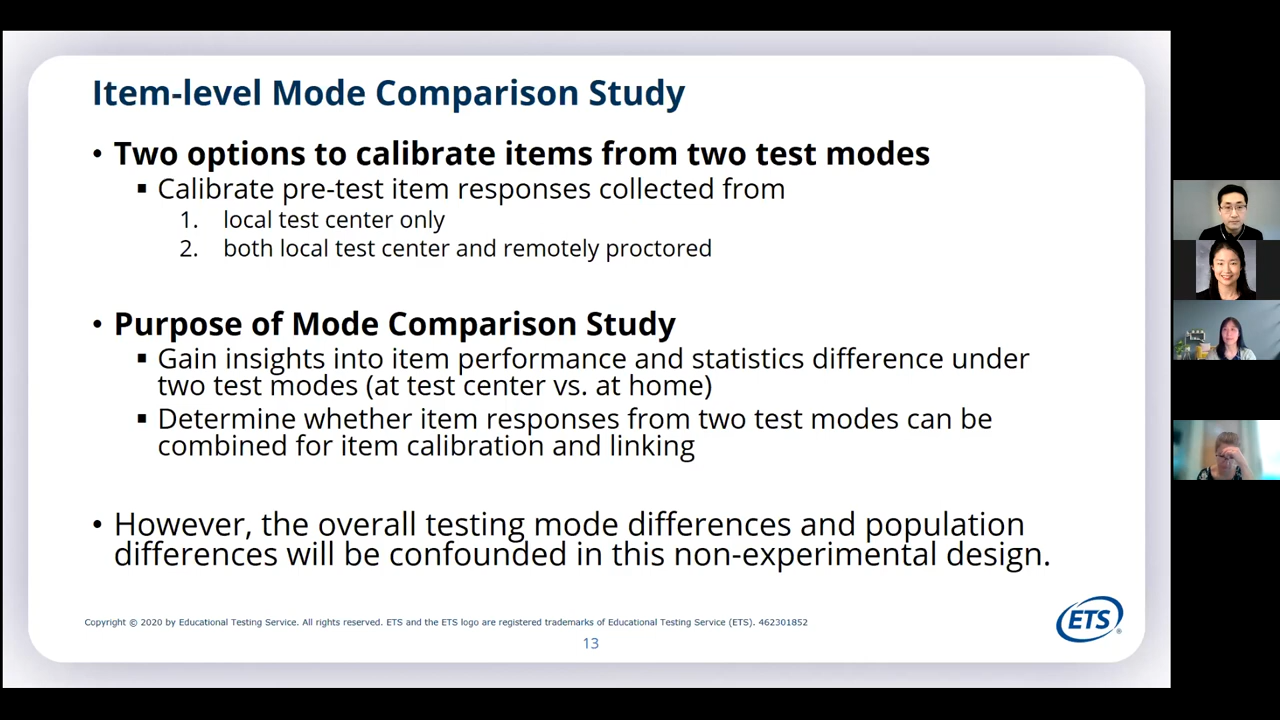 Item-level Mode Comparison Study
• Two options to calibrate items from two test modes
▪ Calibrate pre-test item responses collected from
1. local test center only
2. both local test center and remotely proctored
• Purpose of Mode Comparison Study
▪ Gain insights into item performance and statistics difference under
two test modes (at test center vs. at home)
▪ Determine whether item responses from two test modes can be
combined for item calibration and linking
• However, the overall testing mode differences and population
differences will be confounded in this non-experimental design.
Copyright © 2020 by Educational Testing Service. All rights reserved. ETS and the ETS logo are registered trademarks of Educational Testing Service (ETS). 462301852
ETS®
13